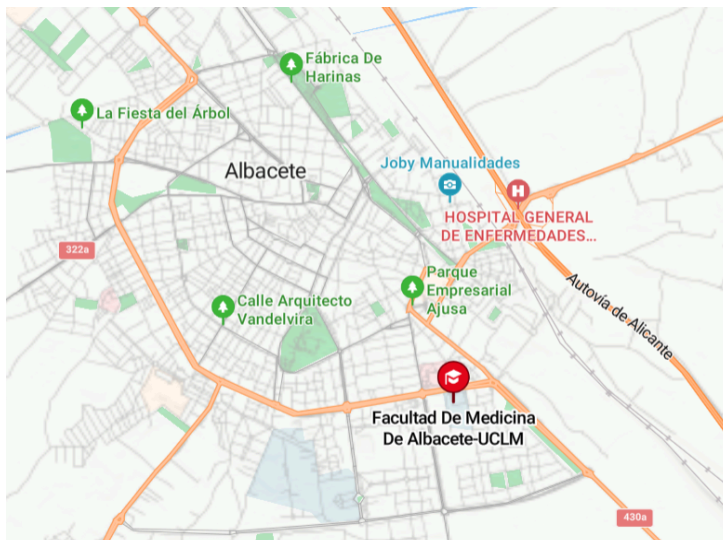 Fábrica De
Harinas
La Fiesta del Árbol
Albacete
Joby Manualidades
H
HOSPITAL GENERAL
DE ENFERMEDADES...
322a
Parque
Empresarial
Ajusa
Calle Arquitecto
Vandelvira
Autovía de Alicante
Facultad De Medicina
De Albacete-UCLM
430a